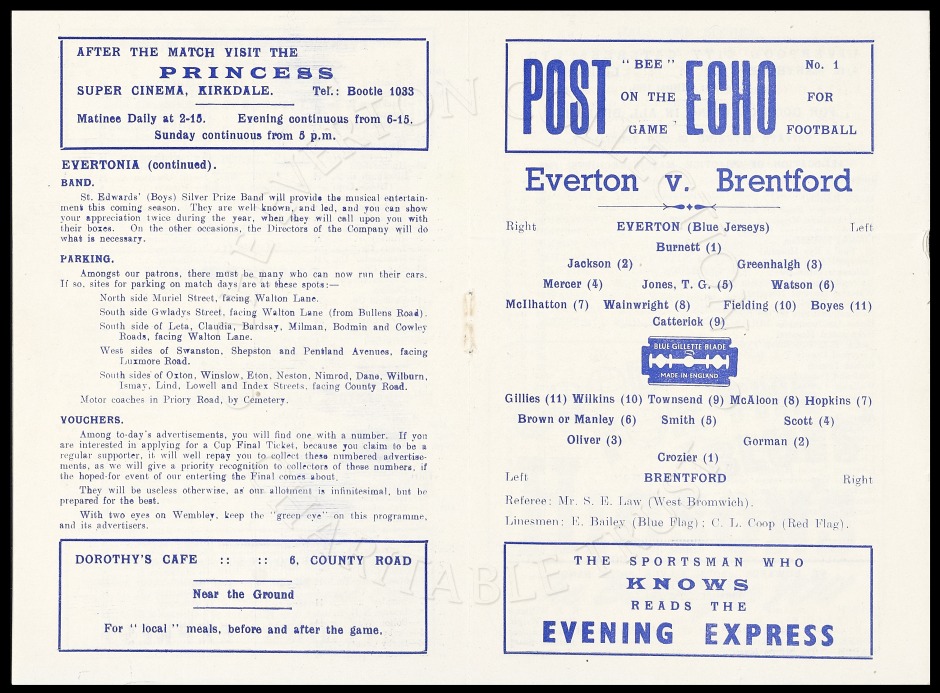 AFTER THE MATCH VISIT THE
PRINCESS
SUPER CINEMA, KIRKDALE. Tel.: Bootle 1033
Matinee Daily at 2-15. Evening continuous from 6-15.
Sunday continuous from 5 p.m.
EVERTONIA (continued).
BAND.
St. Edwards' (Boys) Silver Prize Band will provide the musical entertain-
ment this coming season. They are well known, and led, and you can show
your appreciation twice during the year, when they will call upon you with
their boxes. On the other occasions, the Directors of the Company will do
what is necessary.
PARKING.
Amongst our patrons, there must be many who can now run their cars.
If so, sites for parking on match days are at these spots:—
North side Muriel Street, facing Walton Lane.
South side Gwladys Street, facing Walton Lane (from Bullens Road).
South side of Leta, Claudia, Bardsay, Milman, Bodmin and Cowley
Roads, facing Walton Lane.
West sides of Swanston, Shepston and Pentland Avenues, facing
Luxmore Road.
South sides of Oxton, Winslow, Eton, Neston, Nimrod, Dane, Wilburn,
Ismay, Lind, Lowell and Index Streets, facing County Road.
Motor coaches in Priory Road, by Cemetery.
VOUCHERS.
Among to-day's advertisements, you will find one with a number. If you
are interested in applying for a Cup Final Ticket, because you claim to be a
regular supporter, it will well repay you to collect these numbered advertise-
ments, as we will give a priority recognition to collectors of those numbers, if
the hoped-for event of our entering the Final comes about.
They will be useless otherwise, as our allotment is infinitesimal, but be
prepared for the best.
With two eyes on Wembley, keep the "green eye" on this programme,
and its advertisers.
DOROTHY'S CAFE :: :: 6, COUNTY ROAD
Near the Ground
For "local" meals, before and after the game.
POST "BEE" ON THE GAME ECHO No. 1 FOR FOOTBALL
Everton v. Brentford
Right EVERTON (Blue Jerseys) Left
Burnett (1)
Jackson (2) Greenhalgh (3)
Mercer (4) Jones, T. G. (5) Watson (6)
McIlhatton (7) Wainwright (8) Fielding (10) Boyes (11)
Catterick (9)
BLUE GILLETTE BLADE
MADE IN ENGLAND
Gillies (11) Wilkins (10) Townsend (9) McAloon (8) Hopkins (7)
Brown or Manley (6) Smith (5) Scott (4)
Oliver (3) Gorman (2)
Crozier (1)
Left BRENTFORD Right
Referee: Mr. S. E. Law (West Bromwich).
Linesmen: E. Bailey (Blue Flag); C. L. Coop (Red Flag).
THE SPORTSMAN WHO
KNOWS
READS THE
EVENING EXPRESS